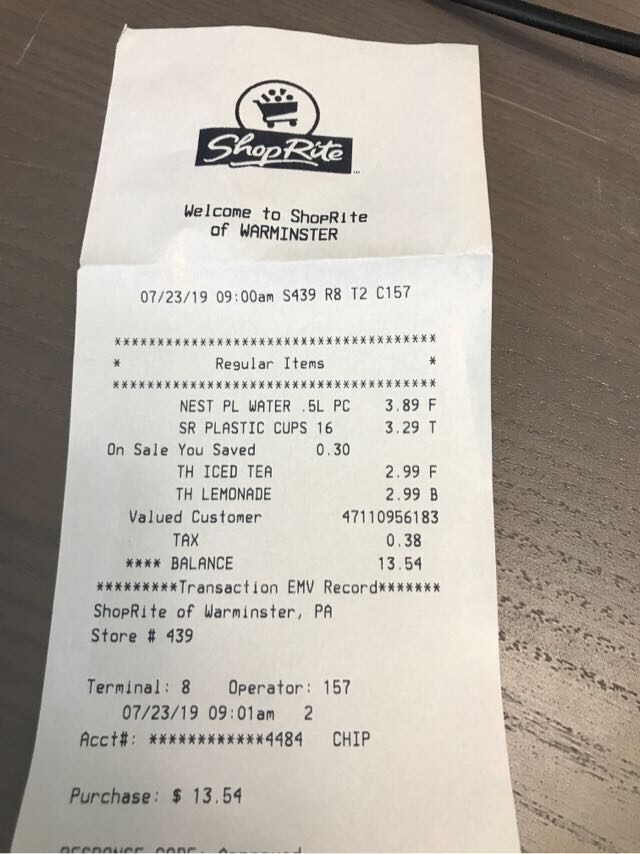 ShopRite
Welcome to ShopRite
of WARMINSTER
07/23/19 09:00am S439 R8 T2 C157
*************************************
* Regular Items *
*************************************
NEST PL WATER .5L PC 3.89 F
SR PLASTIC CUPS 16 3.29 T
On Sale You Saved 0.30
TH ICED TEA 2.99 F
TH LEMONADE 2.99 B
Valued Customer 47110956183
TAX 0.38
**** BALANCE 13.54
*********Transaction EMV Record*******
ShopRite of Warminster, PA
Store # 439
Terminal: 8 Operator: 157
07/23/19 09:01am 2
Acct#: ************4484 CHIP
Purchase: $ 13.54
RESPONSE CODE: Approved